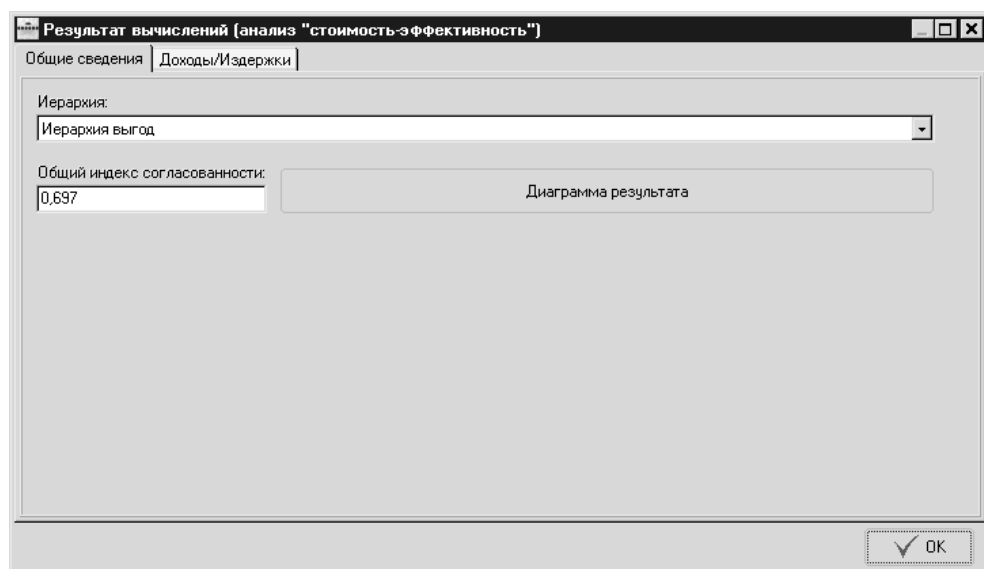 Результат вычислений (анализ "стоимость-эффективность")
Общие сведения Доходы/Издержки
Иерархия:
Иерархия выгод
Общий индекс согласованности:
0,697
Диаграмма результата
OK